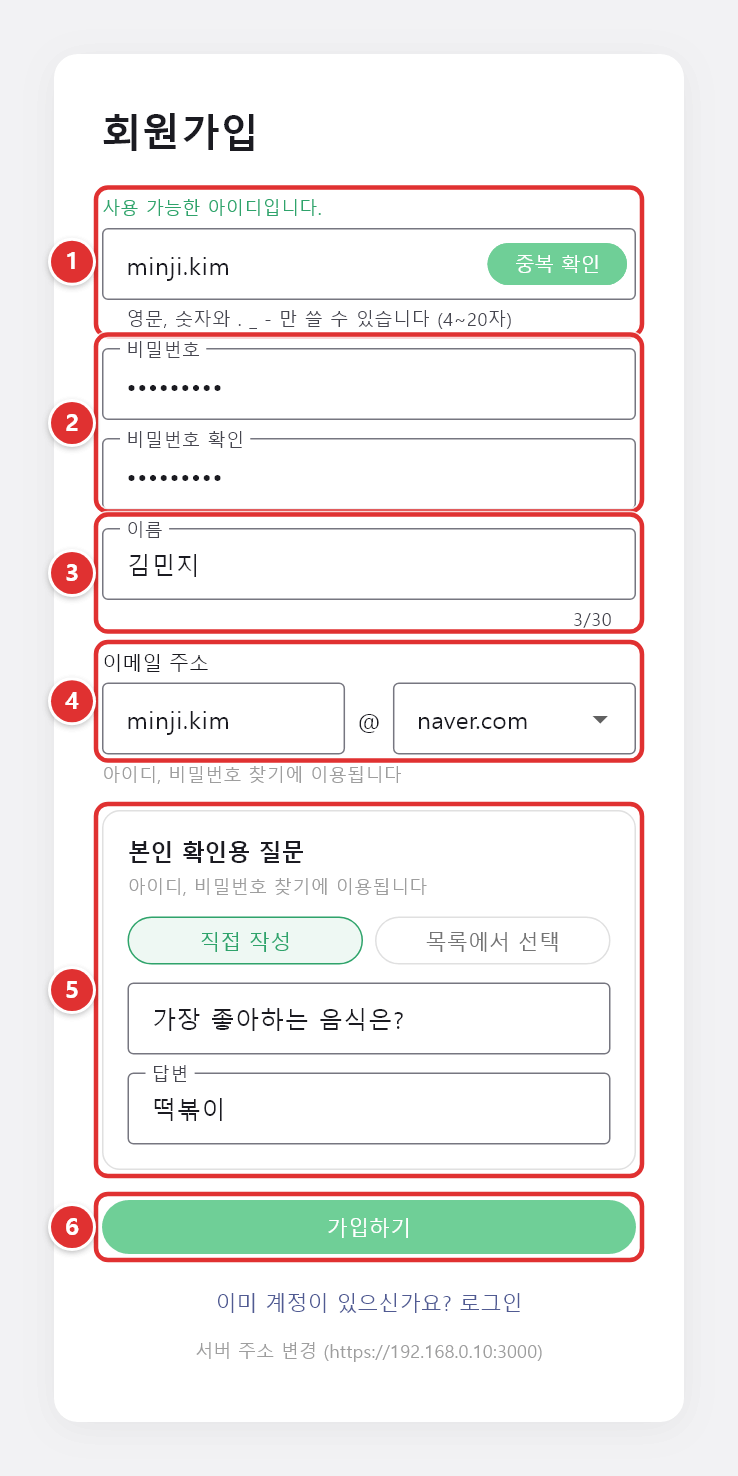 회원가입
사용 가능한 아이디입니다.
1
minji.kim
중복 확인
영문, 숫자와 . _ - 만 쓸 수 있습니다 (4~20자)
비밀번호
•••••••••
2
비밀번호 확인
•••••••••
이름
3
김민지
3/30
이메일 주소
4
minji.kim @ naver.com
아이디, 비밀번호 찾기에 이용됩니다
본인 확인용 질문
아이디, 비밀번호 찾기에 이용됩니다
직접 작성
목록에서 선택
5
가장 좋아하는 음식은?
답변
떡볶이
6
가입하기
이미 계정이 있으신가요? 로그인
서버 주소 변경 (https://192.168.0.10:3000)